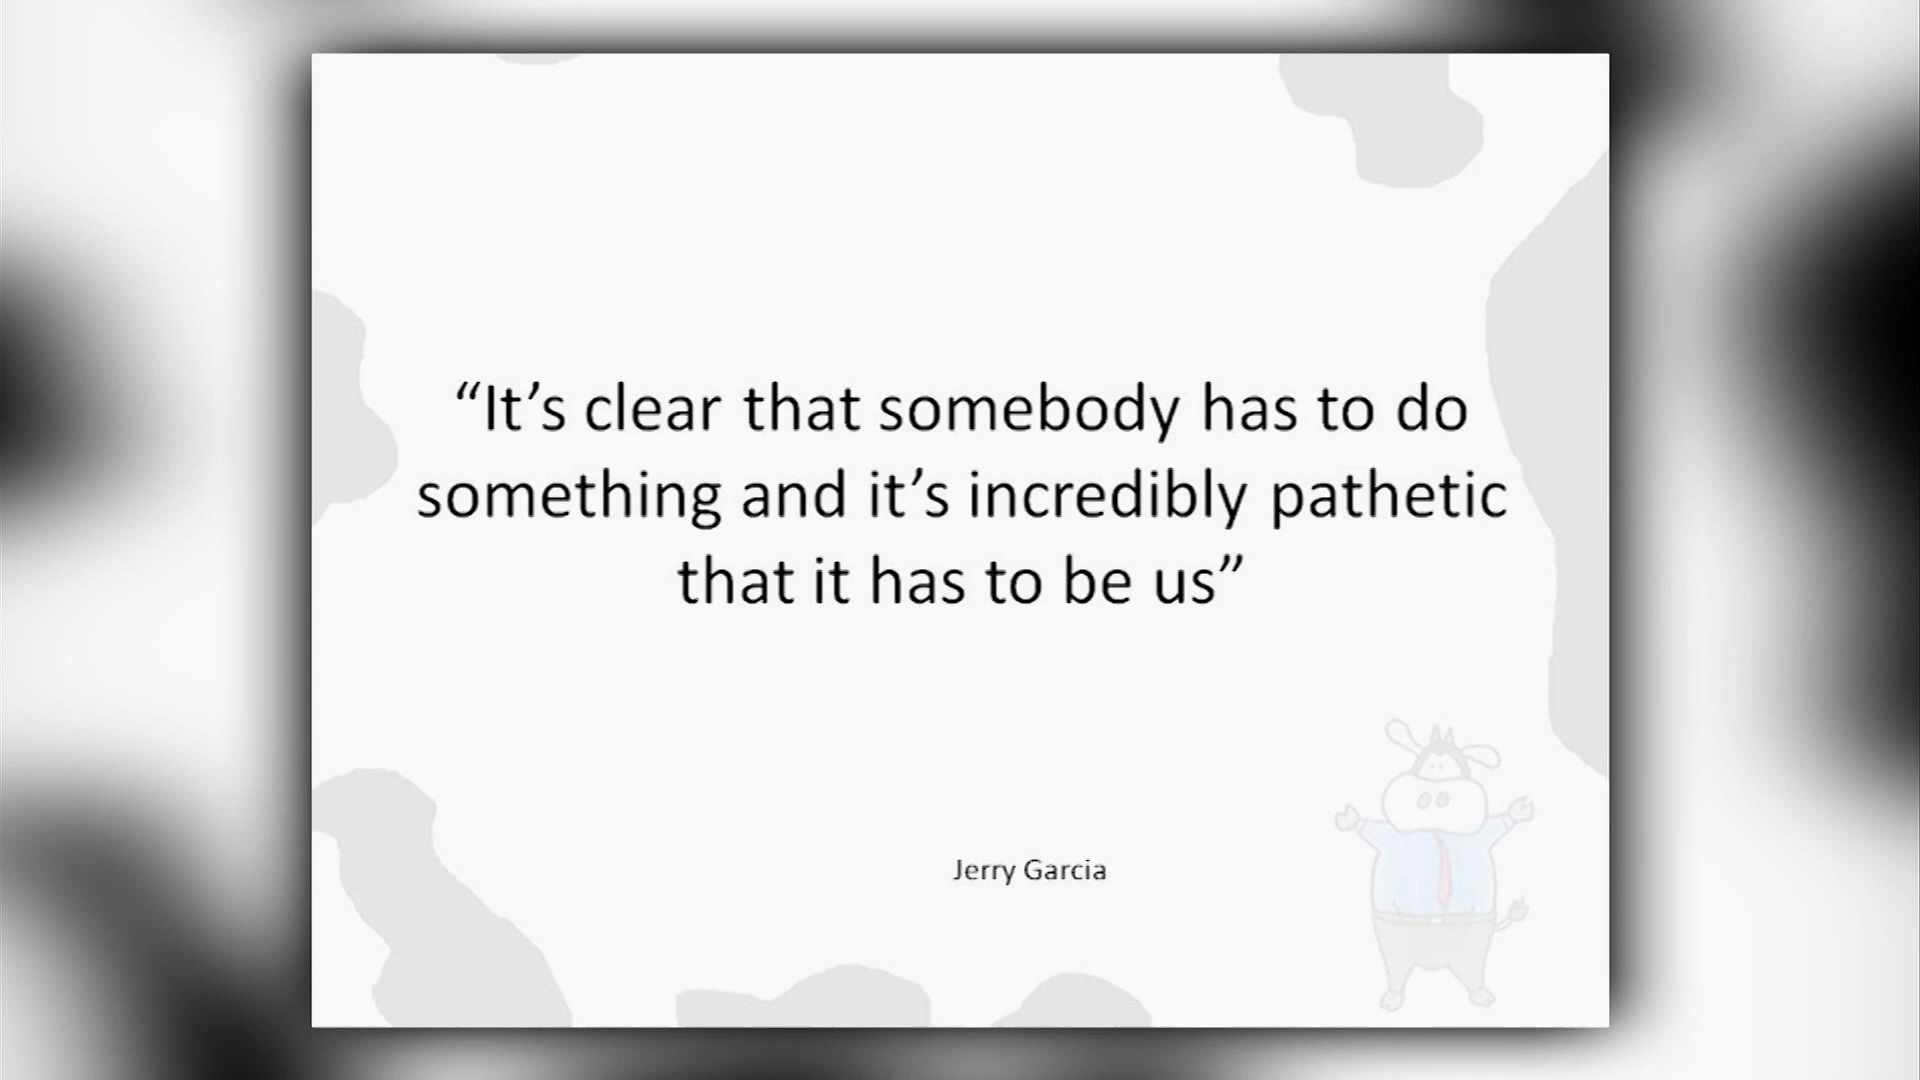 “It’s clear that somebody has to do
something and it’s incredibly pathetic
that it has to be us”
Jerry Garcia